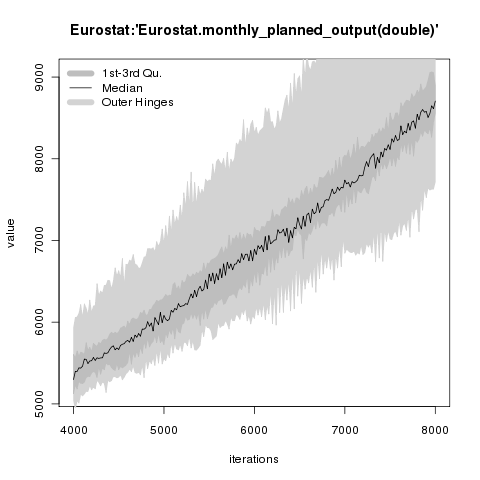 Eurostat:'Eurostat.monthly_planned_output(double)'
1st-3rd Qu.
Median
Outer Hinges
9000
8000
7000
6000
5000
value
4000 5000 6000 7000 8000
iterations